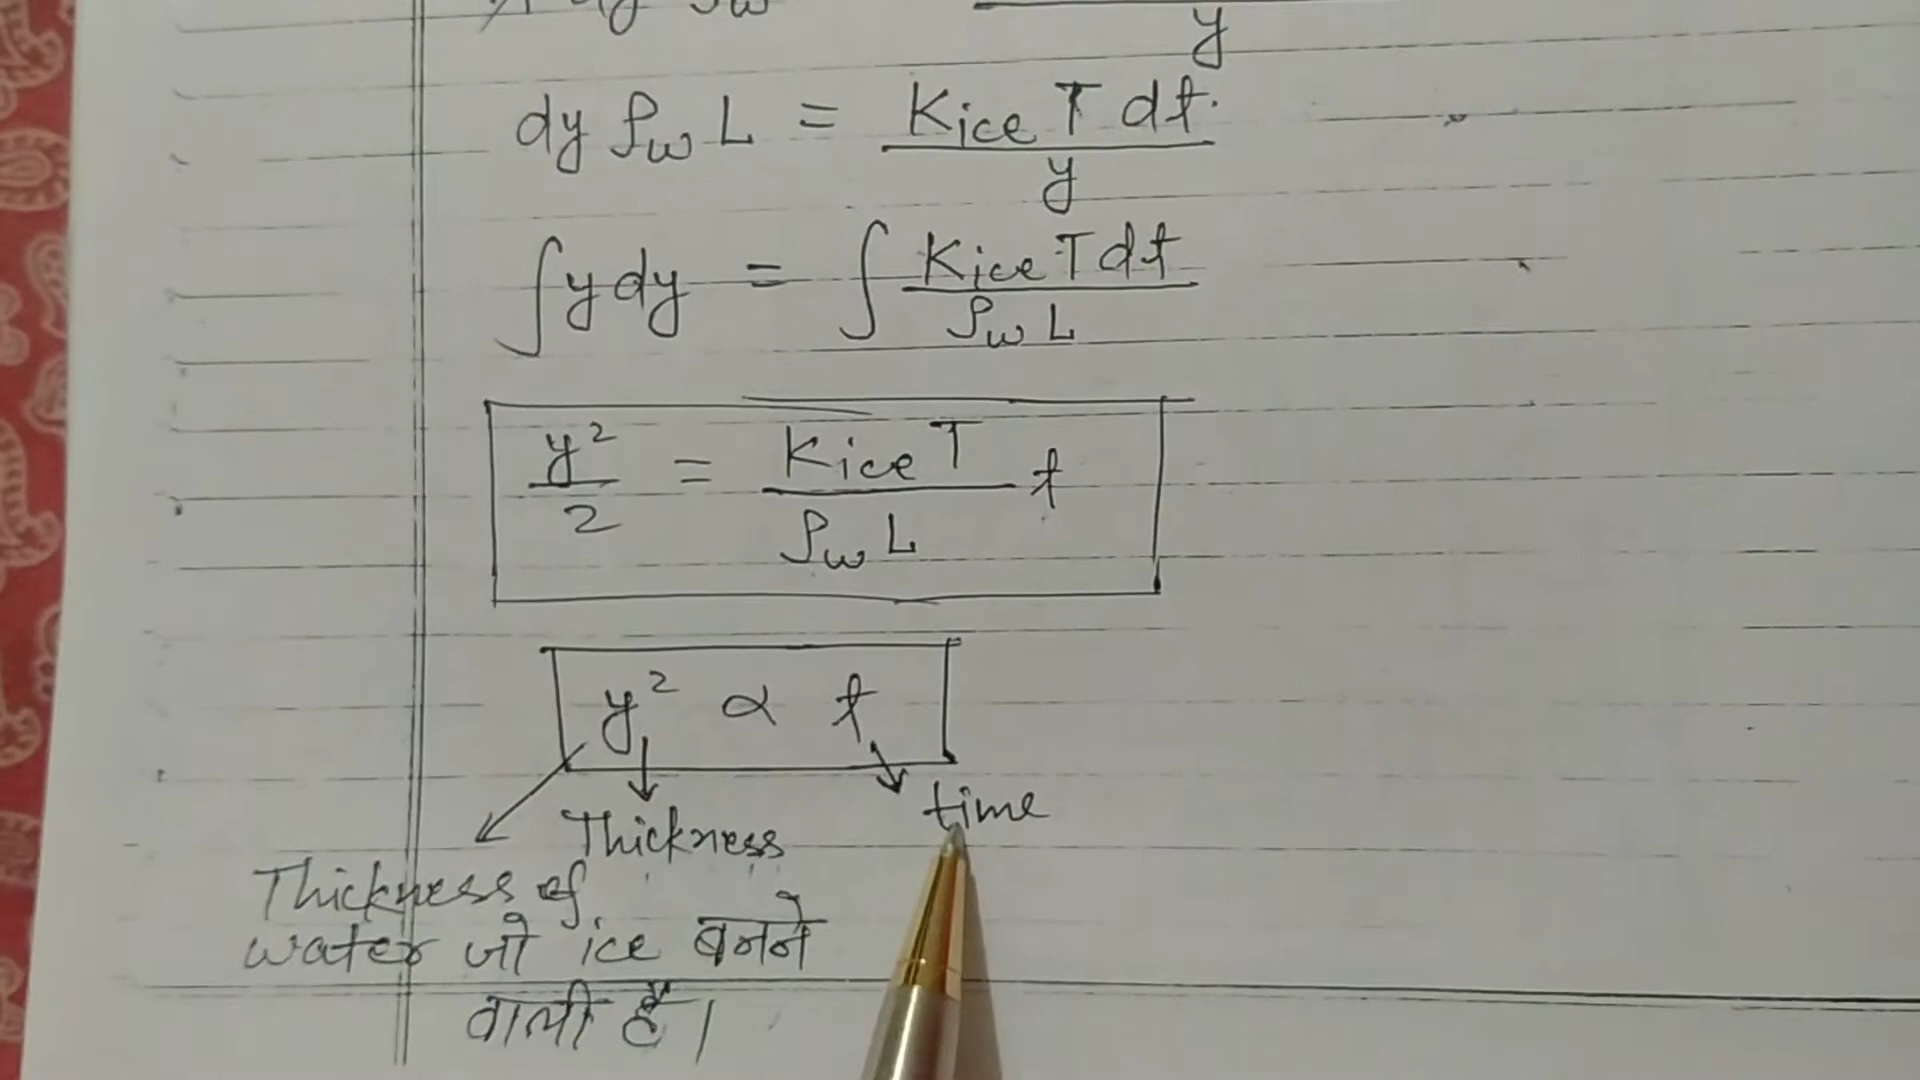 y
dy ρw L = Kice T dt / y
∫ y dy = ∫ Kice T dt / ρw L
y² / 2 = Kice T / ρw L t
y² ∝ t
time
Thickness
Thickness of
water जो ice बनने
वाली है।